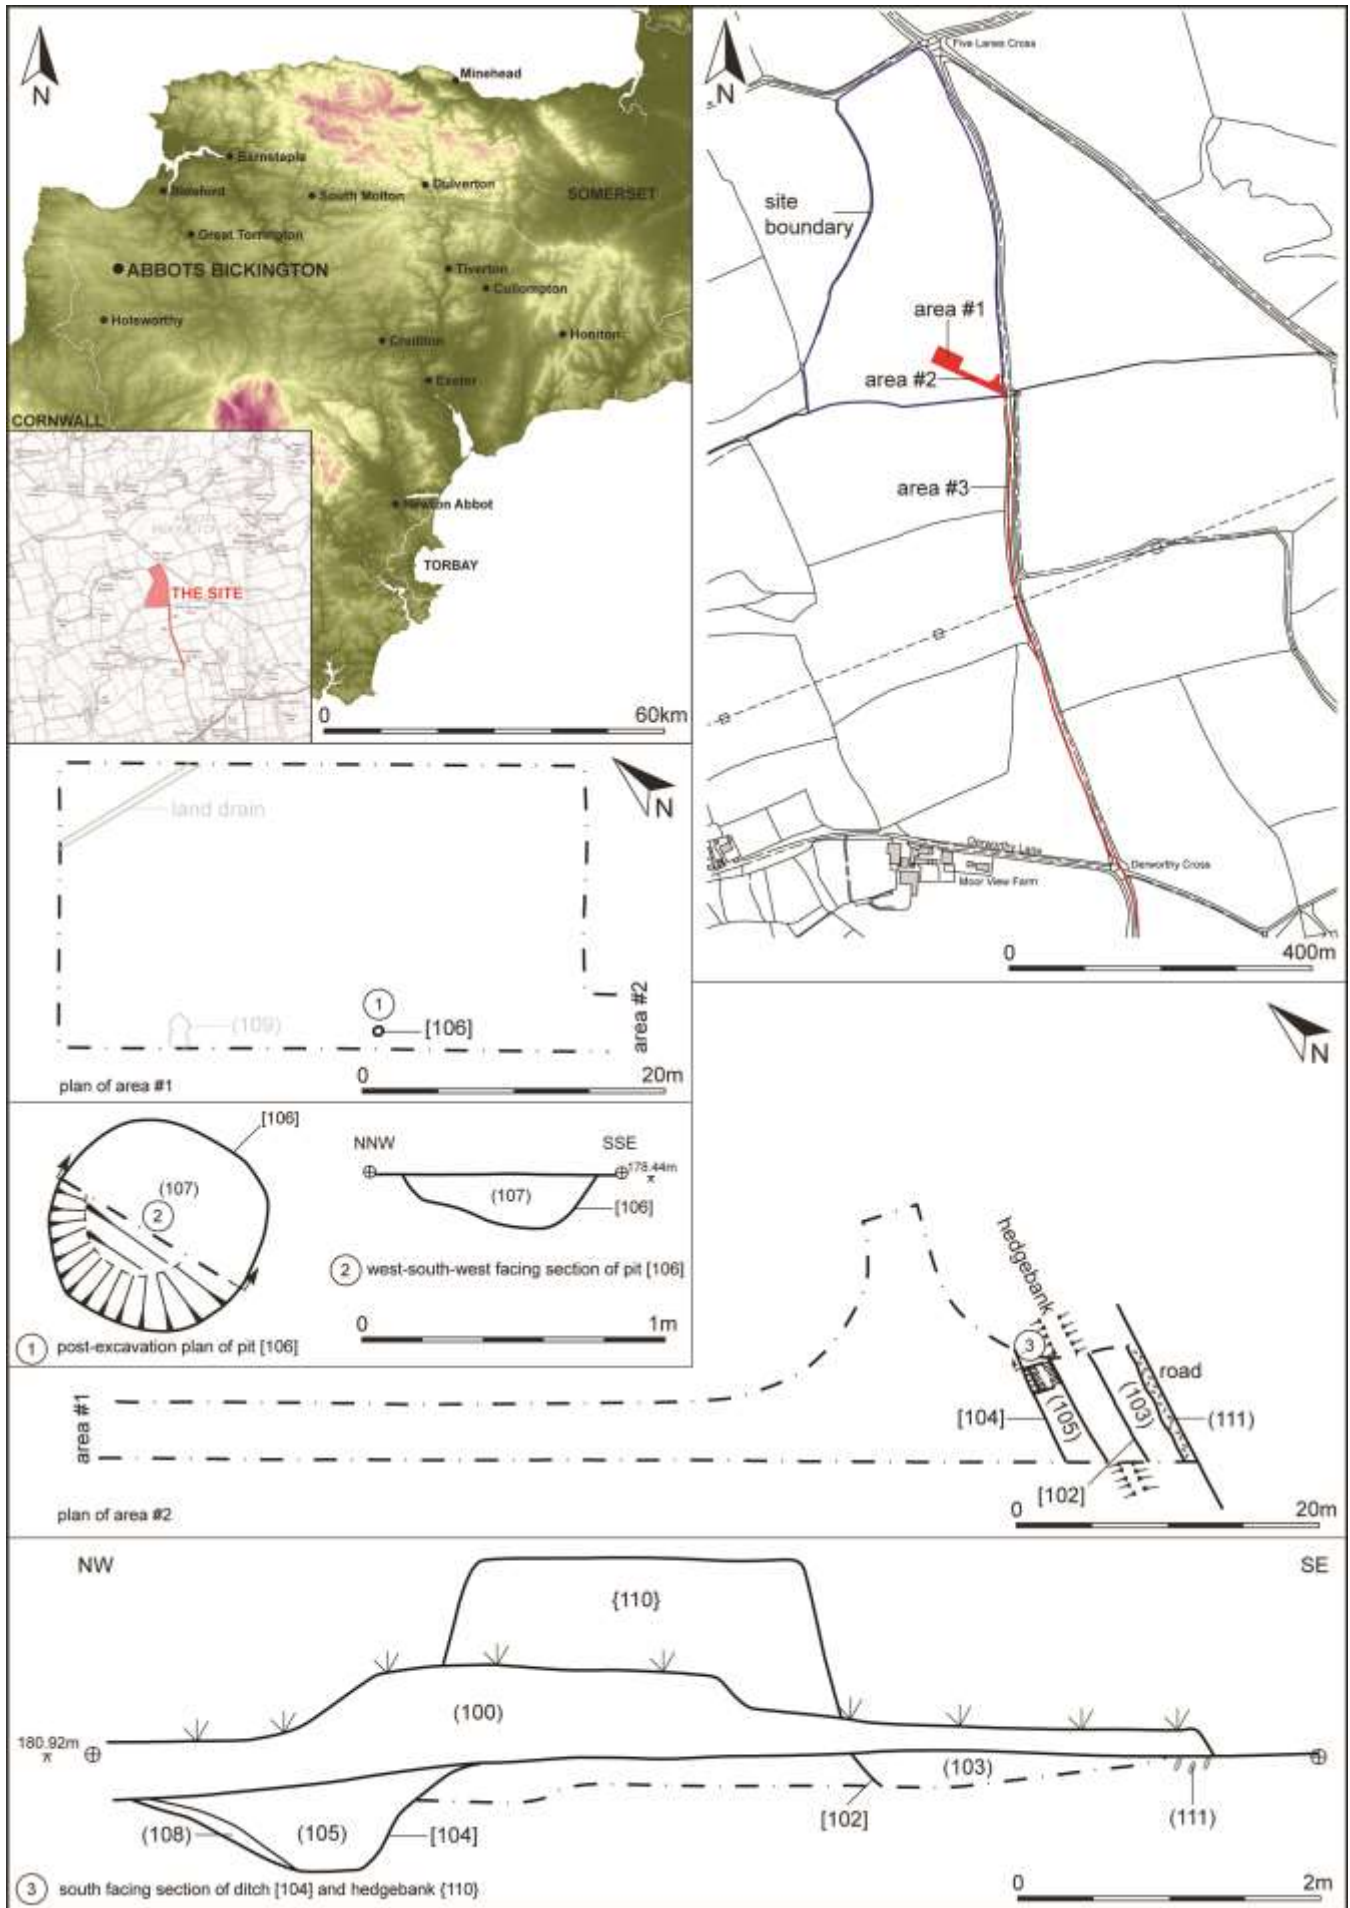 N
Minehead
Barnstaple
Bideford
South Molton
Dulverton
SOMERSET
Great Torrington
ABBOTS BICKINGTON
Tiverton
Cullompton
Holsworthy
Crediton
Honiton
Exeter
CORNWALL
Newton Abbot
TORBAY
THE SITE
0 60km
N
Five Lanes Cross
site
boundary
area #1
area #2
area #3
Derworthy Lane
Derworthy Cross
Moor View Farm
0 400m
land drain
N
1
(109)
[106]
area #2
0 20m
plan of area #1
[106]
(107)
2
NNW SSE
178.44m
(107)
[106]
2 west-south-west facing section of pit [106]
0 1m
1 post-excavation plan of pit [106]
N
hedgebank
3
road
area #1
[104]
(105)
(103)
(111)
[102]
0 20m
plan of area #2
NW SE
{110}
(100)
180.92m
(103)
(108)
(105)
[104]
[102]
(111)
3 south facing section of ditch [104] and hedgebank {110}
0 2m